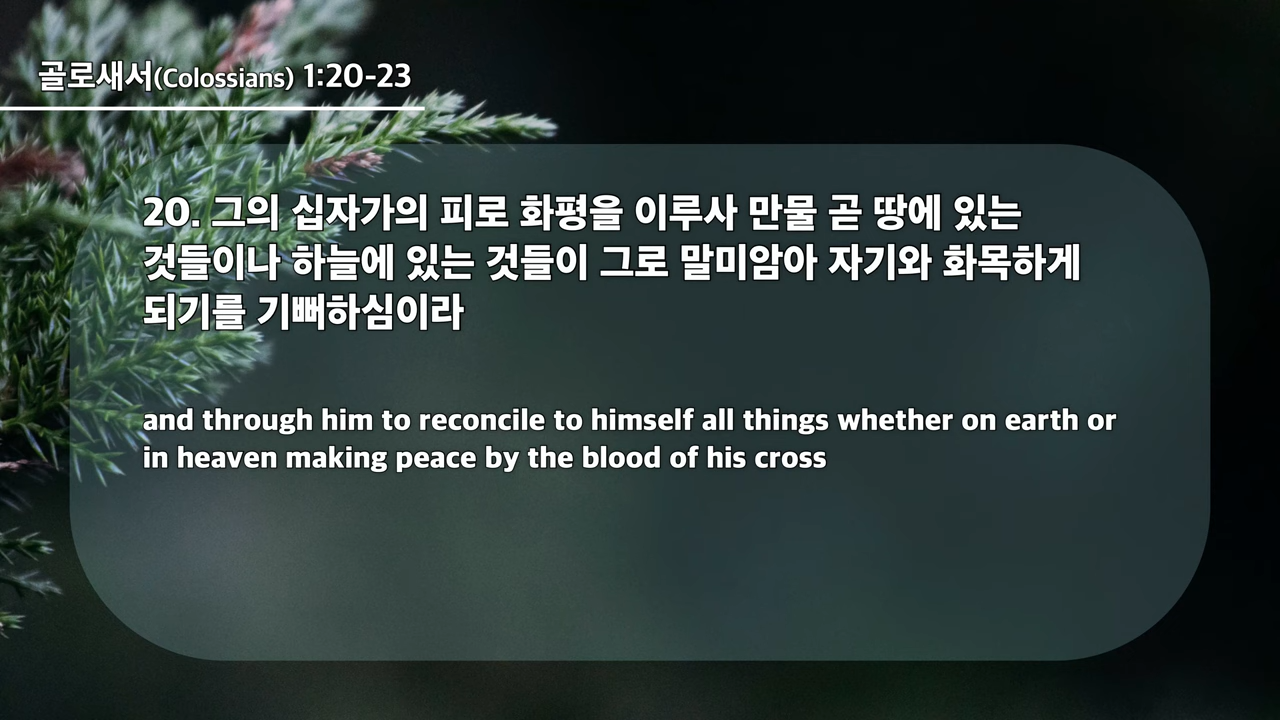 골로새서(Colossians) 1:20-23
20. 그의 십자가의 피로 화평을 이루사 만물 곧 땅에 있는
것들이나 하늘에 있는 것들이 그로 말미암아 자기와 화목하게
되기를 기뻐하심이라
and through him to reconcile to himself all things whether on earth or
in heaven making peace by the blood of his cross